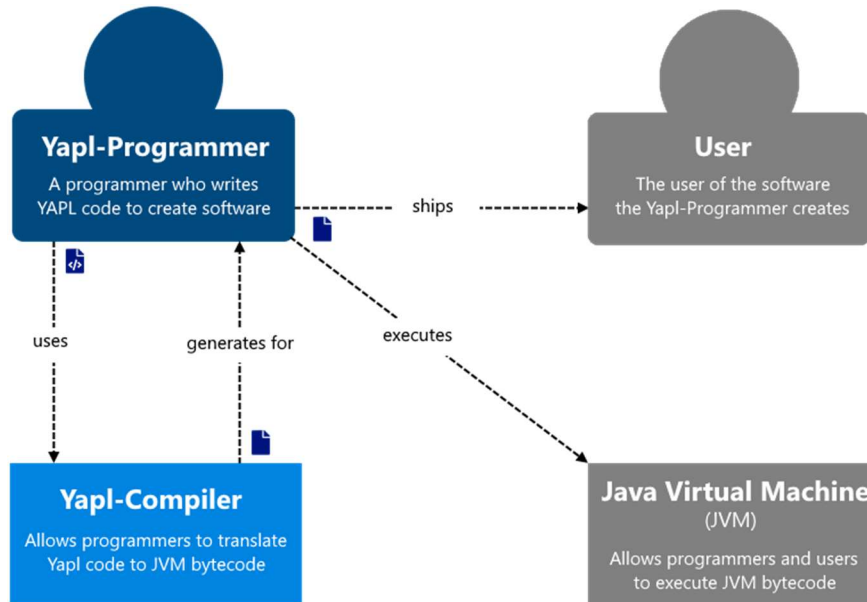 Yapl-Programmer
A programmer who writes
YAPL code to create software
User
The user of the software
the Yapl-Programmer creates
ships
executes
uses
generates for
Yapl-Compiler
Allows programmers to translate
Yapl code to JVM bytecode
Java Virtual Machine
(JVM)
Allows programmers and users
to execute JVM bytecode